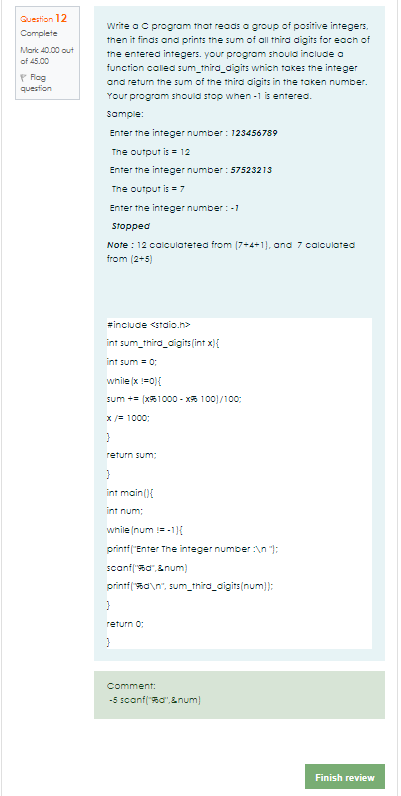 Question 12
Complete
Mark 40.00 out
of 45.00
Flag
question
Write a C program that reads a group of positive integers,
then it finds and prints the sum of all third digits for each of
the entered integers. your program should include a
function called sum_third_digits which takes the integer
and return the sum of the third digits in the taken number.
Your program should stop when -1 is entered.
Sample:
Enter the integer number : 123456789
The output is = 12
Enter the integer number : 57523213
The output is = 7
Enter the integer number : -1
Stopped
Note : 12 calculateted from (7+4+1), and 7 calculated
from (2+5)
#include <stdio.h>
int sum_third_digits(int x){
int sum = 0;
while(x !=0){
sum += (x%1000 - x% 100)/100;
x /= 1000;
}
return sum;
}
int main(){
int num;
while(num != -1){
printf("Enter The integer number :\n ");
scanf("%d",&num)
printf("%d\n", sum_third_digits(num));
}
return 0;
}
Comment:
-5 scanf("%d",&num)
Finish review